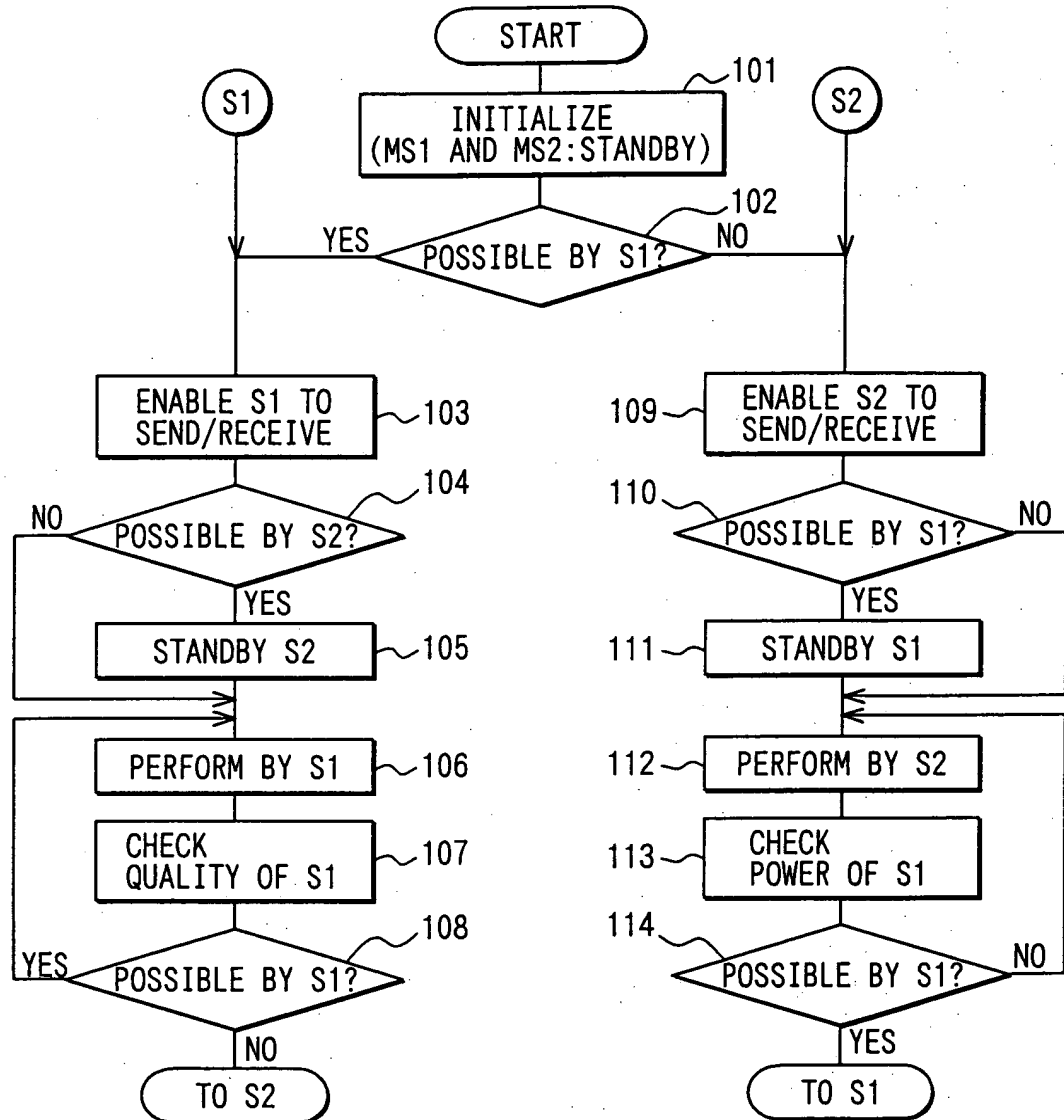 START
101
S1
INITIALIZE
(MS1 AND MS2:STANDBY)
S2
102
YES
POSSIBLE BY S1?
NO
ENABLE S1 TO
SEND/RECEIVE
103
109
ENABLE S2 TO
SEND/RECEIVE
104
NO
POSSIBLE BY S2?
YES
110
POSSIBLE BY S1?
NO
YES
STANDBY S2
105
111
STANDBY S1
PERFORM BY S1
106
112
PERFORM BY S2
CHECK
QUALITY OF S1
107
113
CHECK
POWER OF S1
108
YES
POSSIBLE BY S1?
NO
114
POSSIBLE BY S1?
NO
YES
TO S2
TO S1